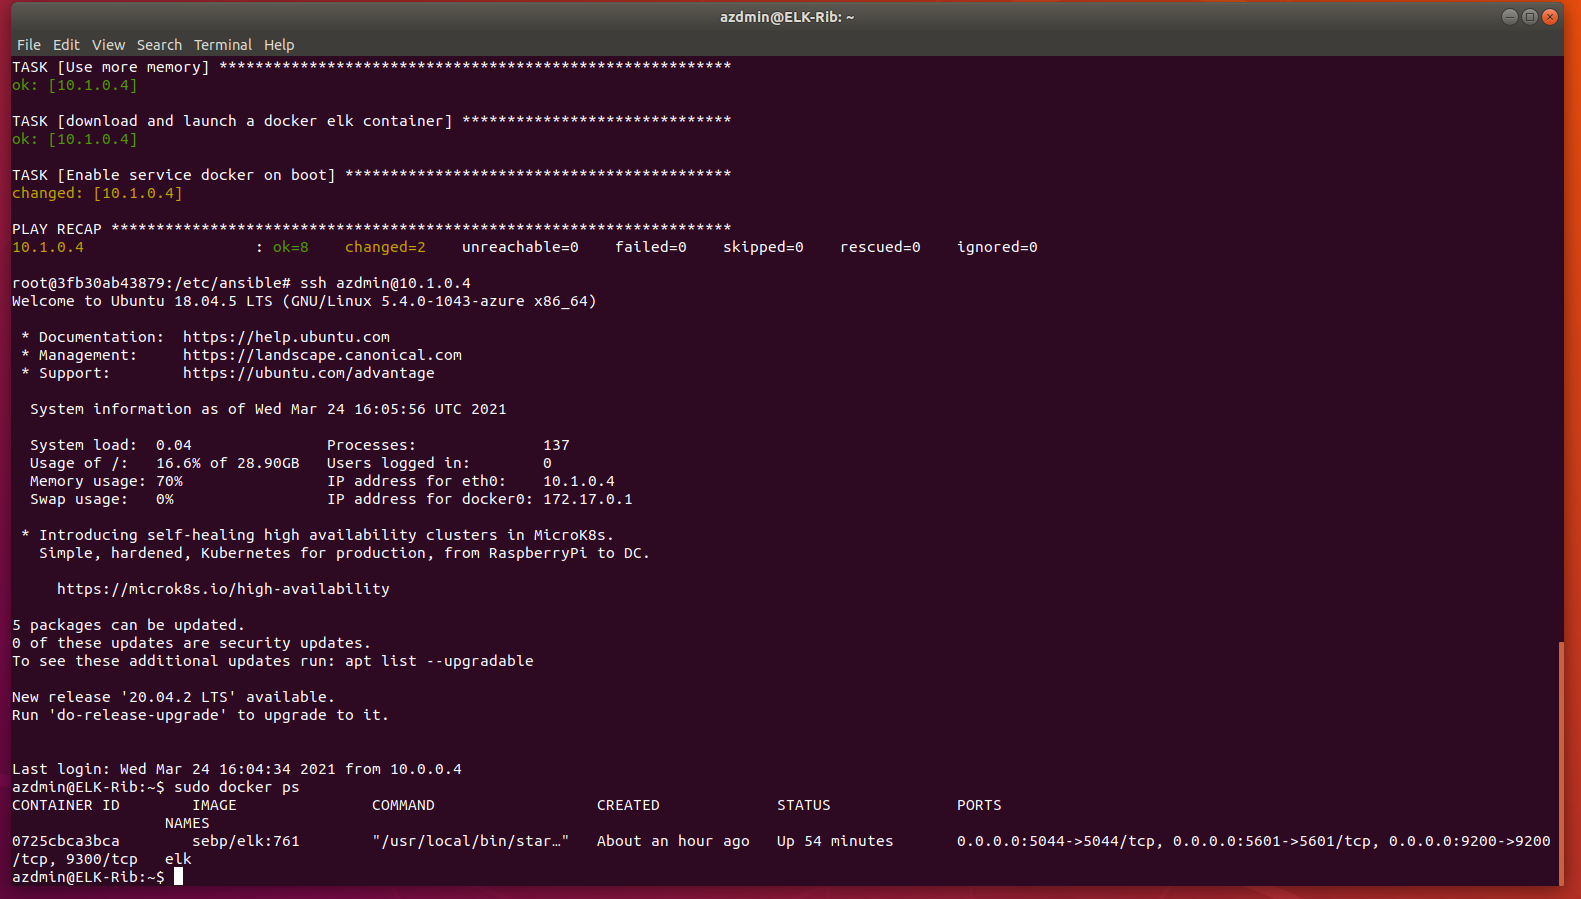 azdmin@ELK-Rib: ~
File Edit View Search Terminal Help
TASK [Use more memory] *********************************************************
ok: [10.1.0.4]
TASK [download and launch a docker elk container] ******************************
ok: [10.1.0.4]
TASK [Enable service docker on boot] *******************************************
changed: [10.1.0.4]
PLAY RECAP *********************************************************************
10.1.0.4                   : ok=8    changed=2    unreachable=0    failed=0    skipped=0    rescued=0    ignored=0
root@3fb30ab43879:/etc/ansible# ssh azdmin@10.1.0.4
Welcome to Ubuntu 18.04.5 LTS (GNU/Linux 5.4.0-1043-azure x86_64)
 * Documentation:  https://help.ubuntu.com
 * Management:     https://landscape.canonical.com
 * Support:        https://ubuntu.com/advantage
  System information as of Wed Mar 24 16:05:56 UTC 2021
  System load:  0.04               Processes:              137
  Usage of /:   16.6% of 28.90GB   Users logged in:        0
  Memory usage: 70%                IP address for eth0:    10.1.0.4
  Swap usage:   0%                 IP address for docker0: 172.17.0.1
 * Introducing self-healing high availability clusters in MicroK8s.
   Simple, hardened, Kubernetes for production, from RaspberryPi to DC.
     https://microk8s.io/high-availability
5 packages can be updated.
0 of these updates are security updates.
To see these additional updates run: apt list --upgradable
New release '20.04.2 LTS' available.
Run 'do-release-upgrade' to upgrade to it.
Last login: Wed Mar 24 16:04:34 2021 from 10.0.0.4
azdmin@ELK-Rib:~$ sudo docker ps
CONTAINER ID        IMAGE               COMMAND                  CREATED             STATUS              PORTS
                 NAMES
0725cbca3bca        sebp/elk:761        "/usr/local/bin/star…"   About an hour ago   Up 54 minutes       0.0.0.0:5044->5044/tcp, 0.0.0.0:5601->5601/tcp, 0.0.0.0:9200->9200
/tcp, 9300/tcp   elk
azdmin@ELK-Rib:~$